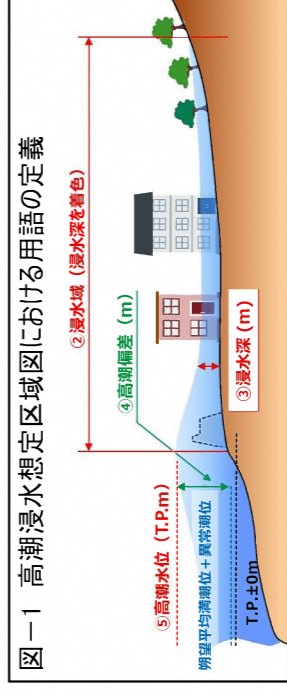 図－1 高潮浸水想定区域図における用語の定義
②浸水域（浸水深を着色）
④高潮偏差（m）
⑤高潮水位（T.P.m）
③浸水深（m）
朔望平均満潮位＋異常潮位
T.P.±0m